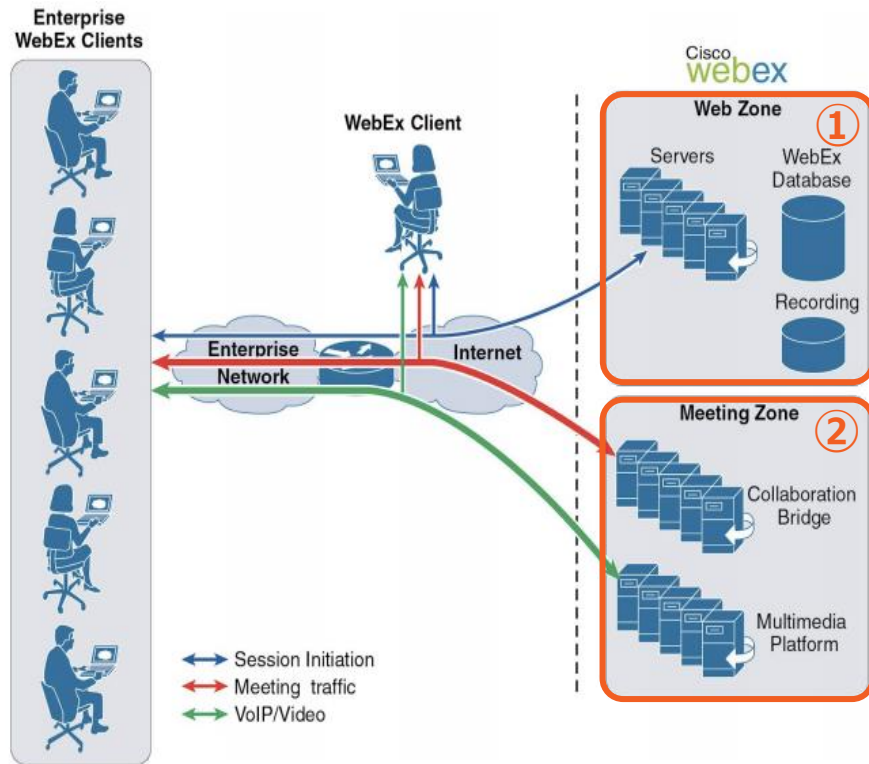 Enterprise
WebEx Clients
WebEx Client
Cisco
webex
Web Zone
①
Servers
WebEx
Database
Recording
Enterprise
Network
Internet
Meeting Zone
②
Collaboration
Bridge
Multimedia
Platform
Session Initiation
Meeting traffic
VoIP/Video